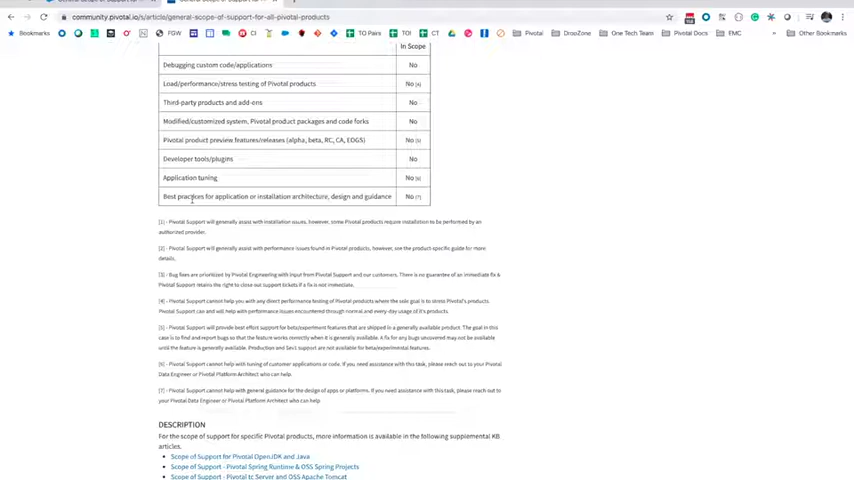 General Scope of Support for
community.pivotal.io/s/article/general-scope-of-support-for-all-pivotal-products
Bookmarks
FGW
TO Pairs
TOI
CT
Pivotal
DrooZone
One Tech Team
Pivotal Docs
EMC
Other Bookmarks
In Scope
Debugging custom code/applications No
Load/performance/stress testing of Pivotal products No [4]
Third-party products and add-ons No
Modified/customized system, Pivotal product packages and code forks No
Pivotal product preview features/releases (alpha, beta, RC, CA, EDGS) No [5]
Developer tools/plugins No
Application tuning No [6]
Best practices for application or installation architecture, design and guidance No [7]
[1] - Pivotal Support will generally assist with installation issues, however, some Pivotal products require installation to be performed by an
authorized provider.
[2] - Pivotal Support will generally assist with performance issues found in Pivotal products, however, see the product specific guide for more
details.
[3] - Bug fixes are prioritized by Pivotal Engineering with input from Pivotal Support and our customers. There is no guarantee of an immediate fix &
Pivotal Support retains the right to close out support tickets if a fix is not immediate.
[4] - Pivotal Support cannot help you with any direct performance testing of Pivotal products where the sole goal is to stress Pivotal's products.
Pivotal Support can and will help with performance issues encountered through normal and every-day usage of it's products.
[5] - Pivotal Support will provide best effort support for beta/experiment features that are shipped in a generally available product. The goal in this
case is to find and report bugs so that the feature works correctly when it is generally available. A fix for any bugs uncovered may not be available
until the feature is generally available. Production and Sev1 support are not available for beta/experimental features.
[6] - Pivotal Support cannot help with tuning of customer applications or code. If you need assistance with this task, please reach out to your Pivotal
Data Engineer or Pivotal Platform Architect who can help.
[7] - Pivotal Support cannot help with general guidance for the design of apps or platforms. If you need assistance with this task, please reach out to
your Pivotal Data Engineer or Pivotal Platform Architect who can help
DESCRIPTION
For the scope of support for specific Pivotal products, more information is available in the following supplemental KB
articles.
Scope of Support for Pivotal OpenJDK and Java
Scope of Support - Pivotal Spring Runtime & OSS Spring Projects
Scope of Support - Pivotal tc Server and OSS Apache Tomcat